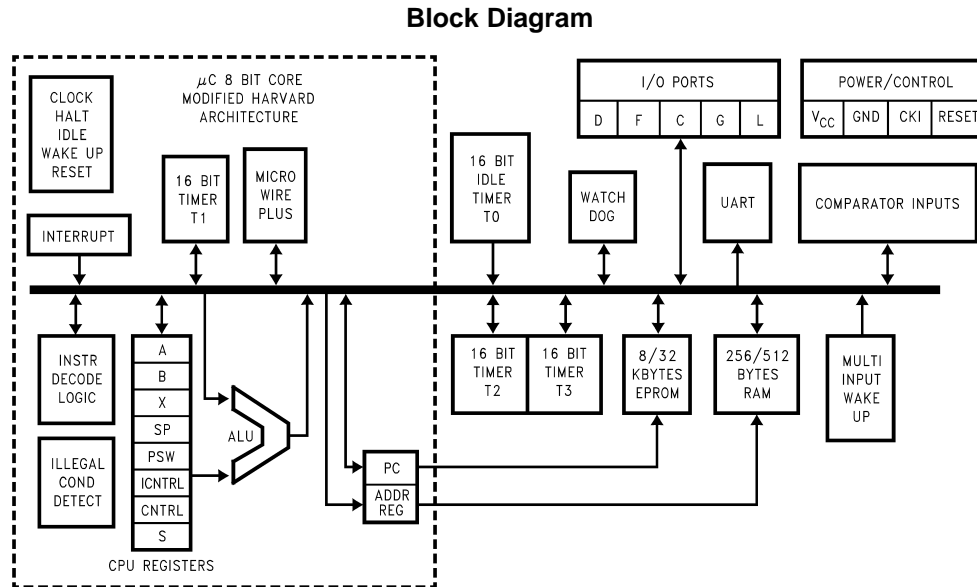 Block Diagram
CLOCK
HALT
IDLE
WAKE UP
RESET
μC 8 BIT CORE
MODIFIED HARVARD
ARCHITECTURE
INTERRUPT
16 BIT
TIMER
T1
MICRO
WIRE
PLUS
16 BIT
IDLE
TIMER
T0
WATCH
DOG
I/O PORTS
D F C G L
UART
POWER/CONTROL
VCC GND CKI RESET
COMPARATOR INPUTS
INSTR
DECODE
LOGIC
ILLEGAL
COND
DETECT
A
B
X
SP
PSW
ICNTRL
CNTRL
S
CPU REGISTERS
ALU
PC
ADDR
REG
16 BIT
TIMER
T2
16 BIT
TIMER
T3
8/32
KBYTES
EPROM
256/512
BYTES
RAM
MULTI
INPUT
WAKE
UP